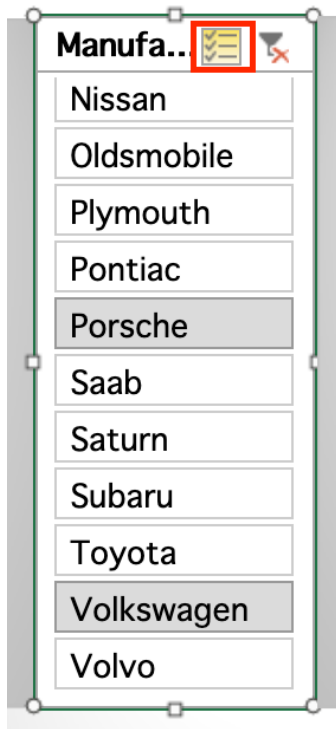 Manufa...
Nissan
Oldsmobile
Plymouth
Pontiac
Porsche
Saab
Saturn
Subaru
Toyota
Volkswagen
Volvo